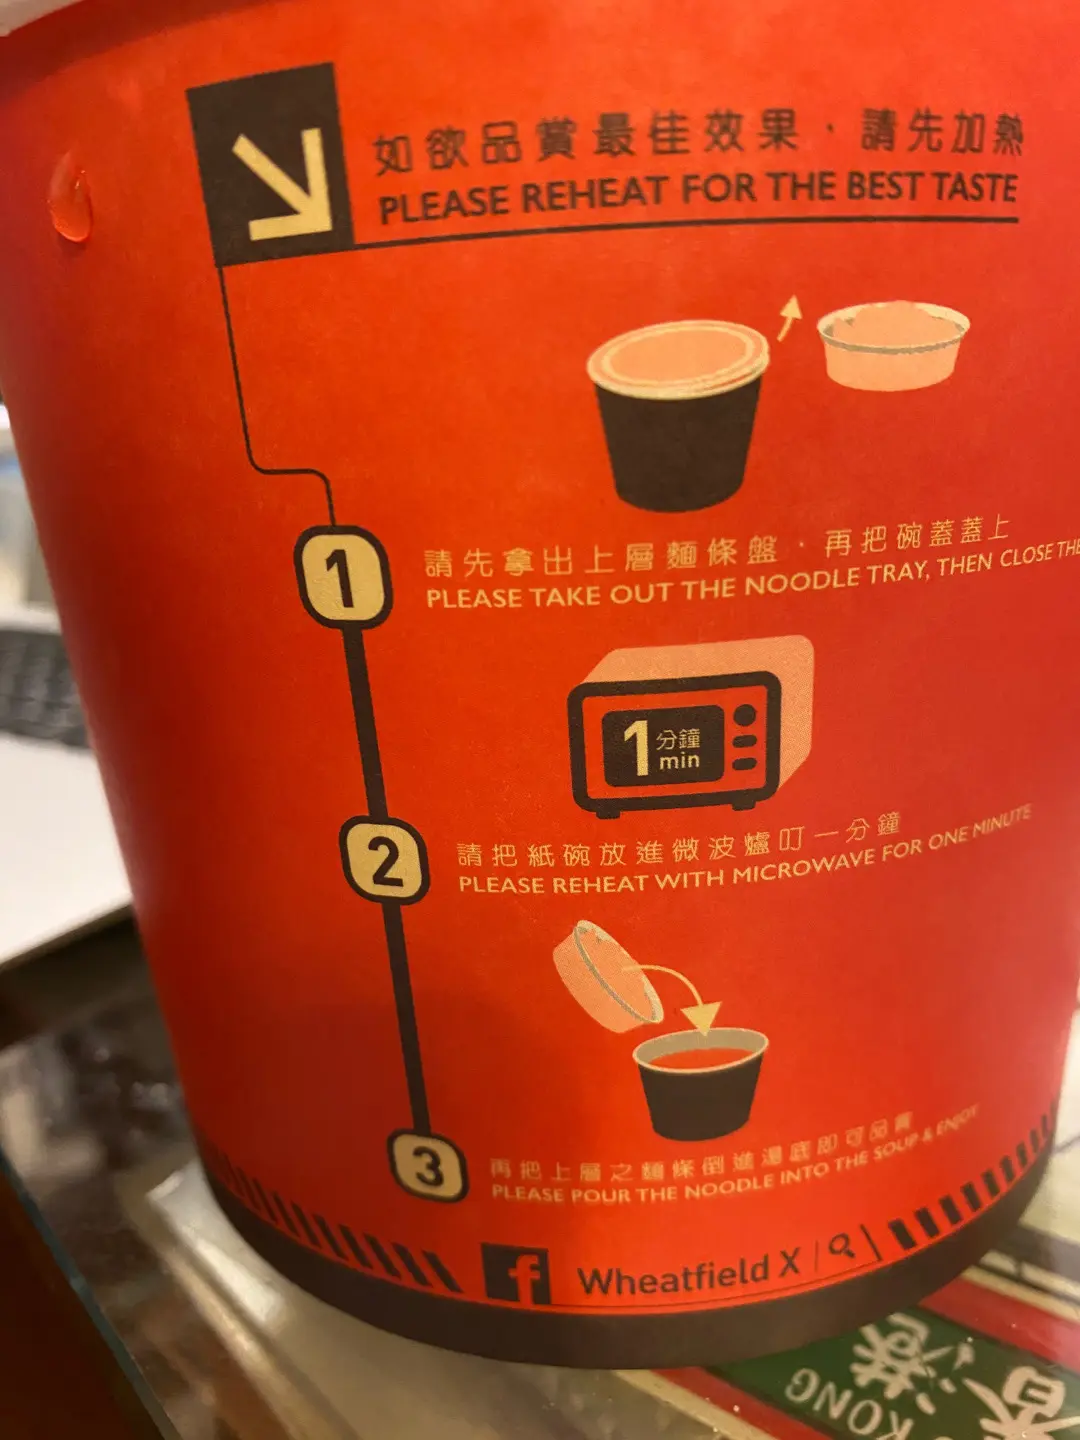 如欲品賞最佳效果，請先加熱
PLEASE REHEAT FOR THE BEST TASTE
1
請先拿出上層麵條盤，再把碗蓋蓋上
PLEASE TAKE OUT THE NOODLE TRAY, THEN CLOSE THE
1 分鐘
min
2
請把紙碗放進微波爐叮一分鐘
PLEASE REHEAT WITH MICROWAVE FOR ONE MINUTE
3
再把上層之麵條倒進湯底即可品賞
PLEASE POUR THE NOODLE INTO THE SOUP & ENJOY
f Wheatfield X
KONG
港